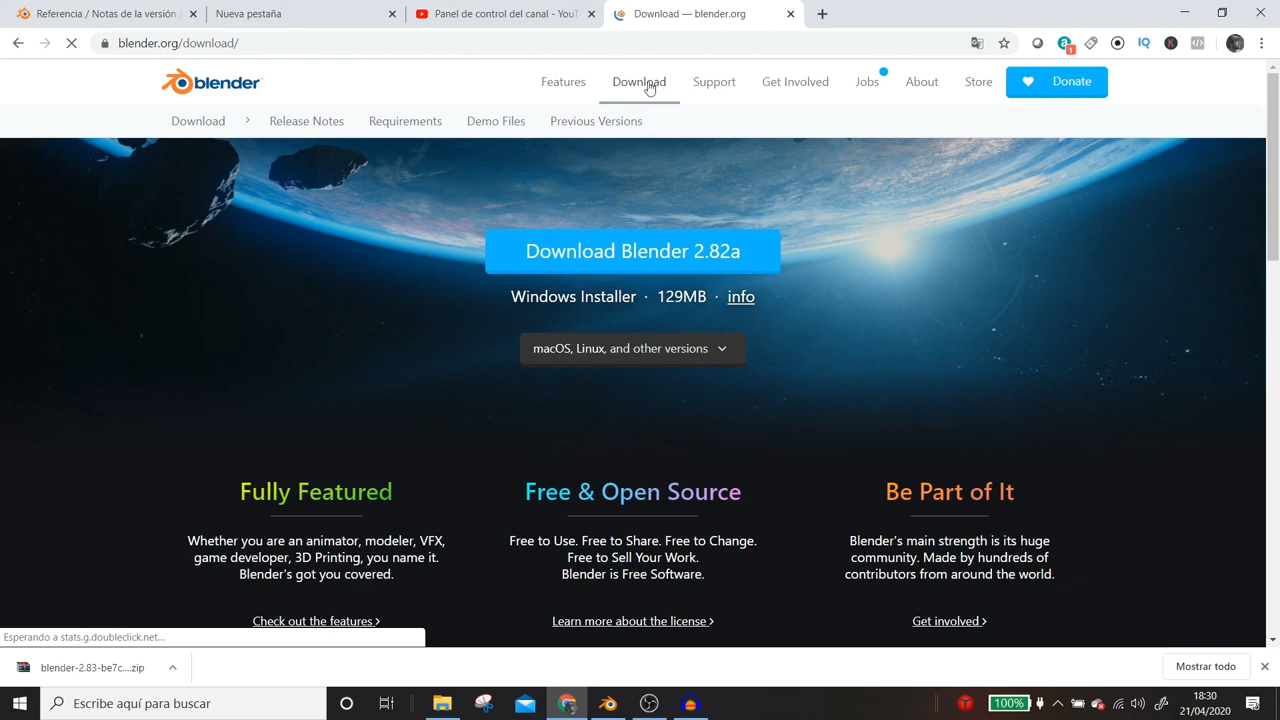 Referencia / Notas de la versión
Nueva pestaña
Panel de control del canal - YouT
Download — blender.org
blender.org/download/
1
IQ
K
blender
Features
Download
Support
Get Involved
Jobs
About
Store
Donate
Download
Release Notes
Requirements
Demo Files
Previous Versions
Download Blender 2.82a
Windows Installer · 129MB · info
macOS, Linux, and other versions
Fully Featured
Whether you are an animator, modeler, VFX,
game developer, 3D Printing, you name it.
Blender's got you covered.
Check out the features
Free & Open Source
Free to Use. Free to Share. Free to Change.
Free to Sell Your Work.
Blender is Free Software.
Learn more about the license
Be Part of It
Blender's main strength is its huge
community. Made by hundreds of
contributors from around the world.
Get involved
Esperando a stats.g.doubleclick.net...
blender-2.83-be7c....zip
Mostrar todo
Escribe aquí para buscar
100%
18:30
21/04/2020